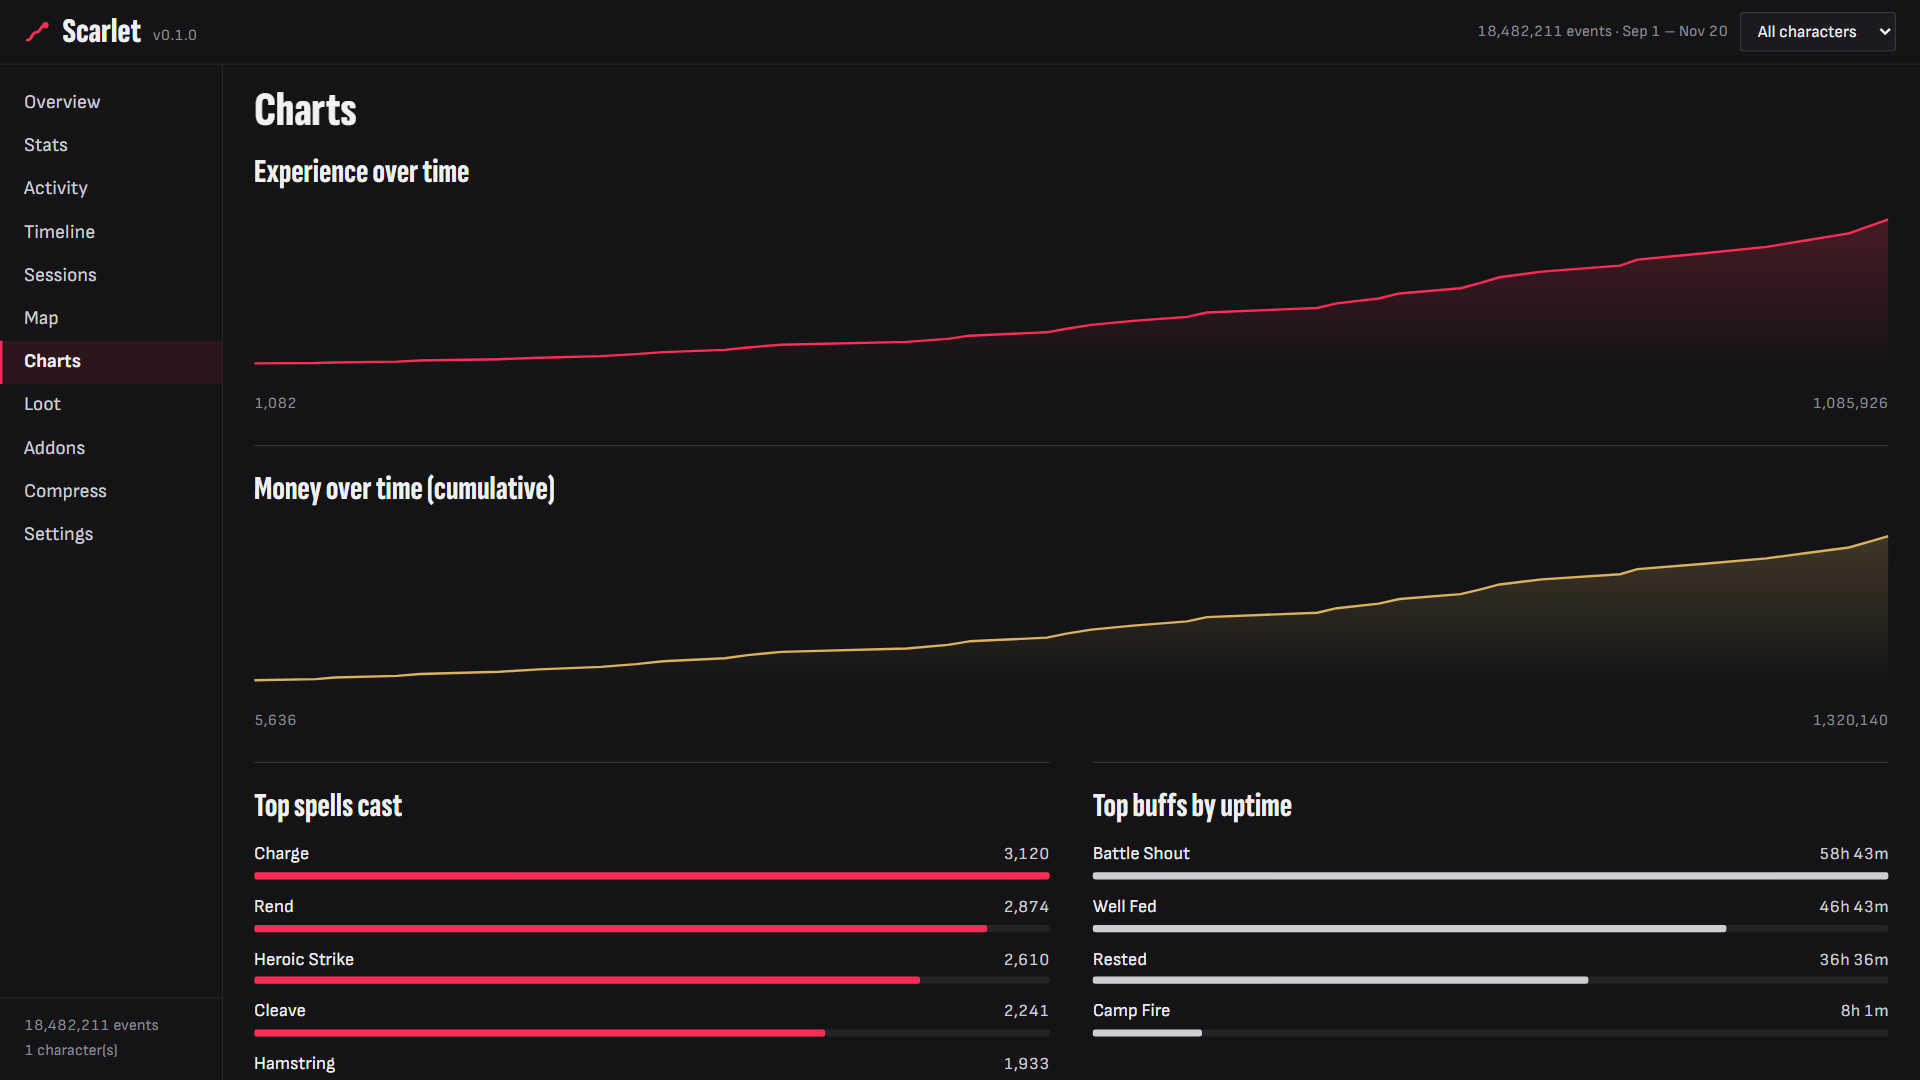 Scarlet v0.1.0
18,482,211 events · Sep 1 — Nov 20
All characters
Overview
Stats
Activity
Timeline
Sessions
Map
Charts
Loot
Addons
Compress
Settings
18,482,211 events
1 character(s)
Charts
Experience over time
1,082
1,085,926
Money over time (cumulative)
5,636
1,320,140
Top spells cast
Charge 3,120
Rend 2,874
Heroic Strike 2,610
Cleave 2,241
Hamstring 1,933
Top buffs by uptime
Battle Shout 58h 43m
Well Fed 46h 43m
Rested 36h 36m
Camp Fire 8h 1m